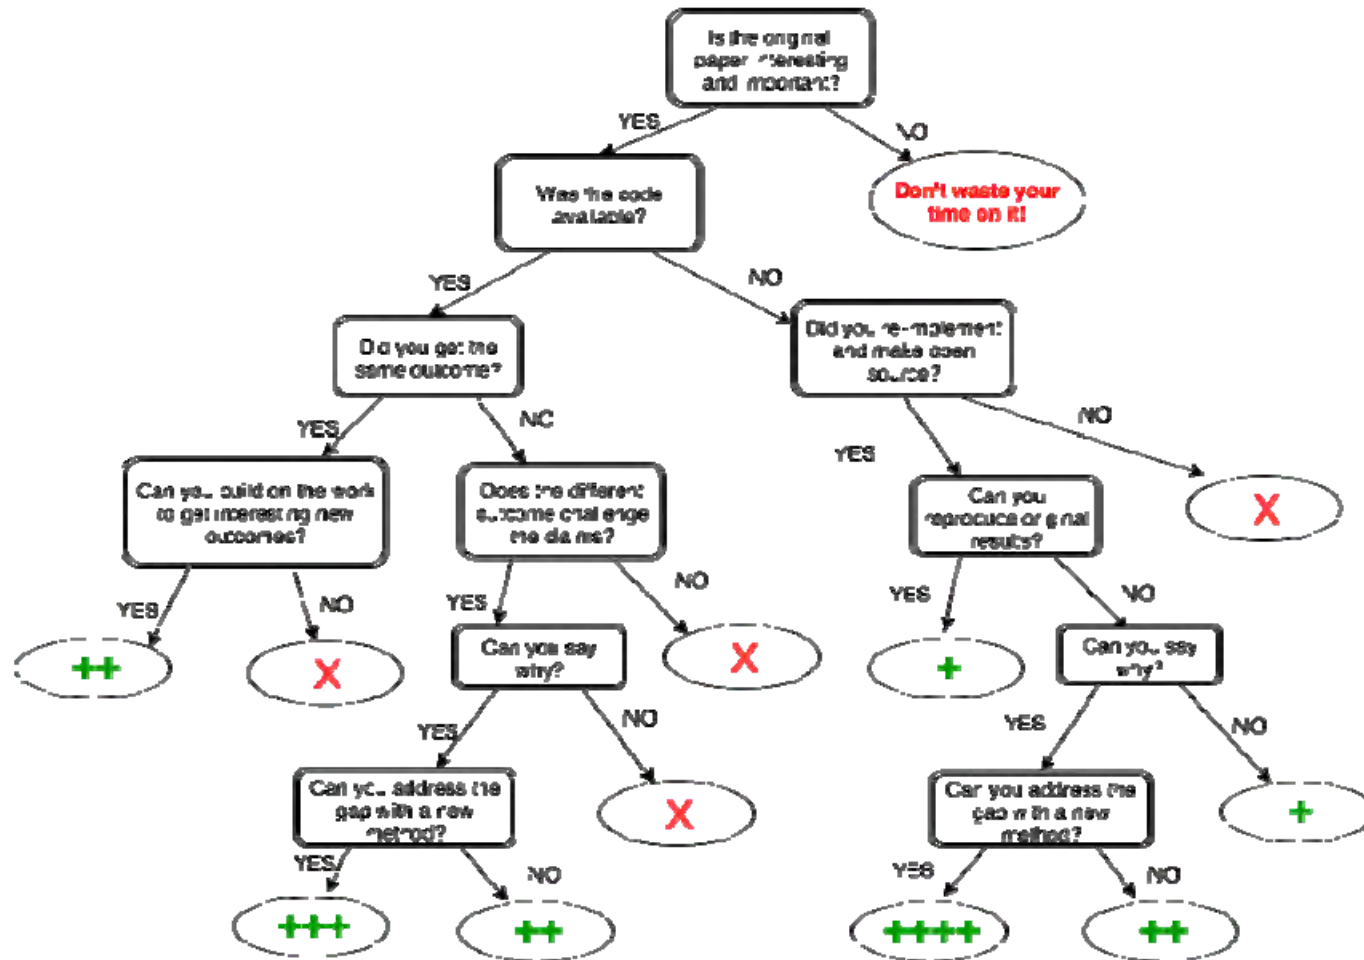 Is the original
paper interesting
and important?
YES
NO
Was the code
available?
Don't waste your
time on it!
YES
NO
Did you get the
same outcome?
Did you re-implement
and make open
source?
YES
NO
YES
NO
Can you build on the work
to get interesting new
outcomes?
Does the different
outcome challenge
the claims?
Can you
reproduce original
results?
X
YES
NO
YES
NO
YES
NO
++
X
Can you say
why?
X
+
Can you say
why?
YES
NO
YES
NO
Can you address the
gap with a new
method?
X
Can you address the
gap with a new
method?
+
YES
NO
YES
NO
+++
++
++++
++